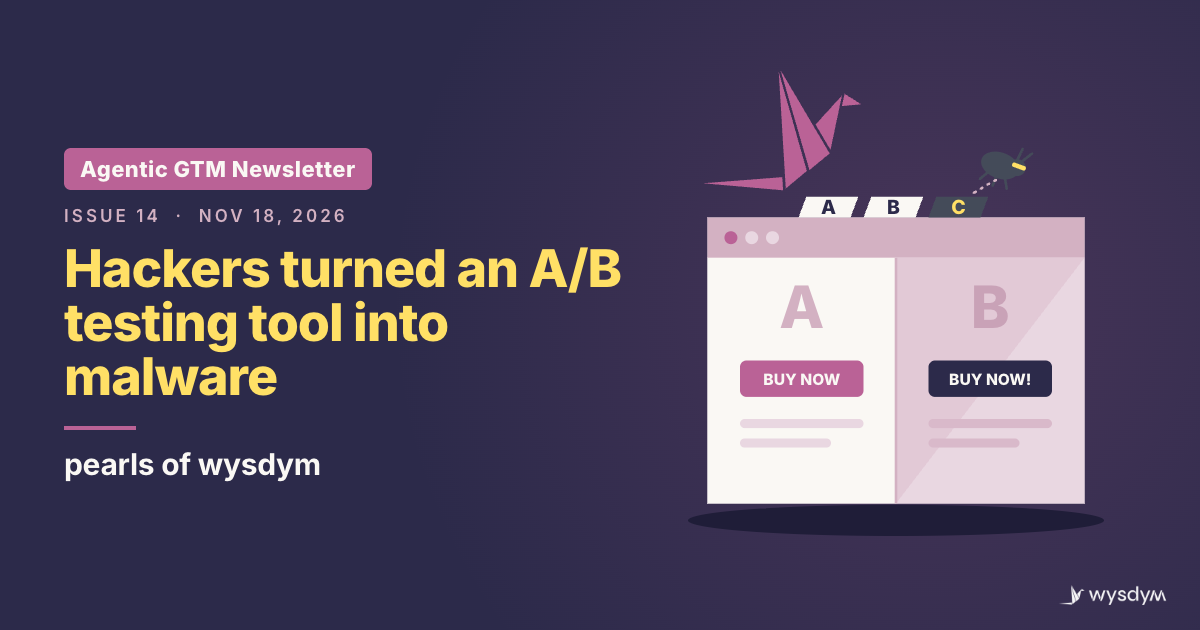 Agentic GTM Newsletter
ISSUE 14 · NOV 18, 2026
Hackers turned an A/B
testing tool into
malware
pearls of wysdym
A B C
A B
BUY NOW BUY NOW!
wysdym